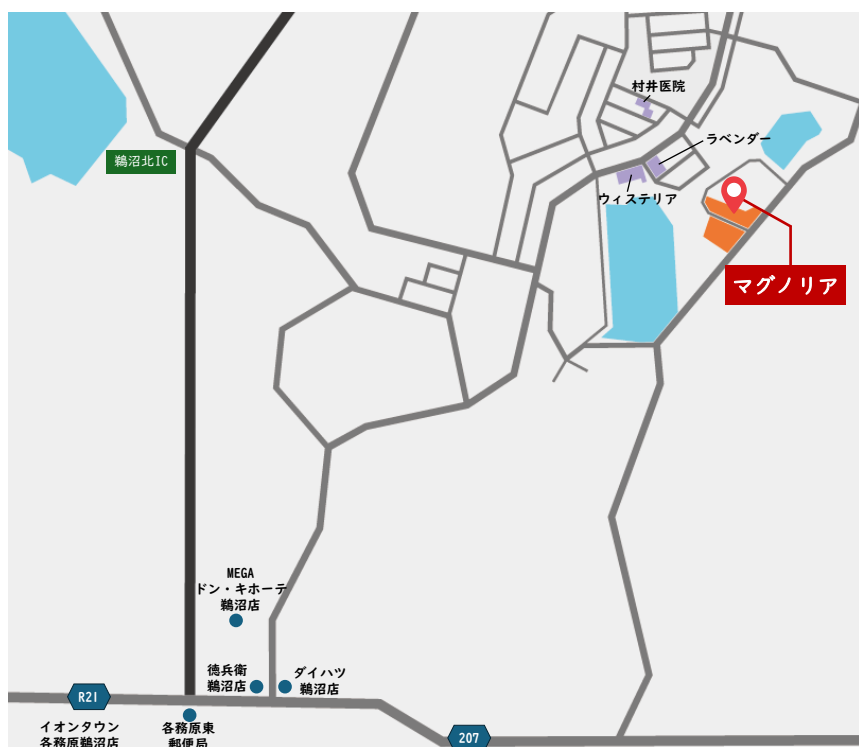 村井医院
ラベンダー
鵜沼北IC
ウィステリア
マグノリア
MEGA
ドン・キホーテ
鵜沼店
徳兵衛
鵜沼店
ダイハツ
鵜沼店
R21
イオンタウン
各務原鵜沼店
各務原東
郵便局
207